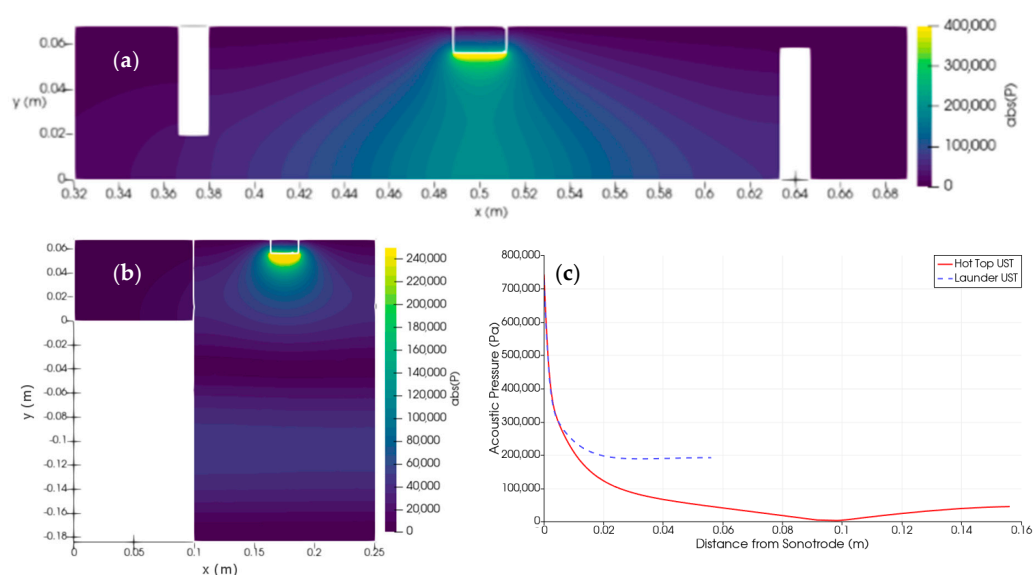 (a)
y (m)
0.06
0.04
0.02
0
0.32 0.34 0.36 0.38 0.4 0.42 0.44 0.46 0.48 0.5 0.52 0.54 0.56 0.58 0.6 0.62 0.64 0.66 0.68
x (m)
400,000
300,000
200,000
100,000
0
abs(P)
(b)
y (m)
0.06
0.04
0.02
0
-0.02
-0.04
-0.06
-0.08
-0.1
-0.12
-0.14
-0.16
-0.18
0 0.05 0.1 0.15 0.2 0.25
x (m)
240,000
220,000
200,000
180,000
160,000
140,000
120,000
100,000
80,000
60,000
40,000
20,000
0
abs(P)
(c)
Hot Top UST
Launder UST
Acoustic Pressure (Pa)
800,000
700,000
600,000
500,000
400,000
300,000
200,000
100,000
0
0.00 0.02 0.04 0.06 0.08 0.10 0.12 0.14 0.16
Distance from Sonotrode (m)